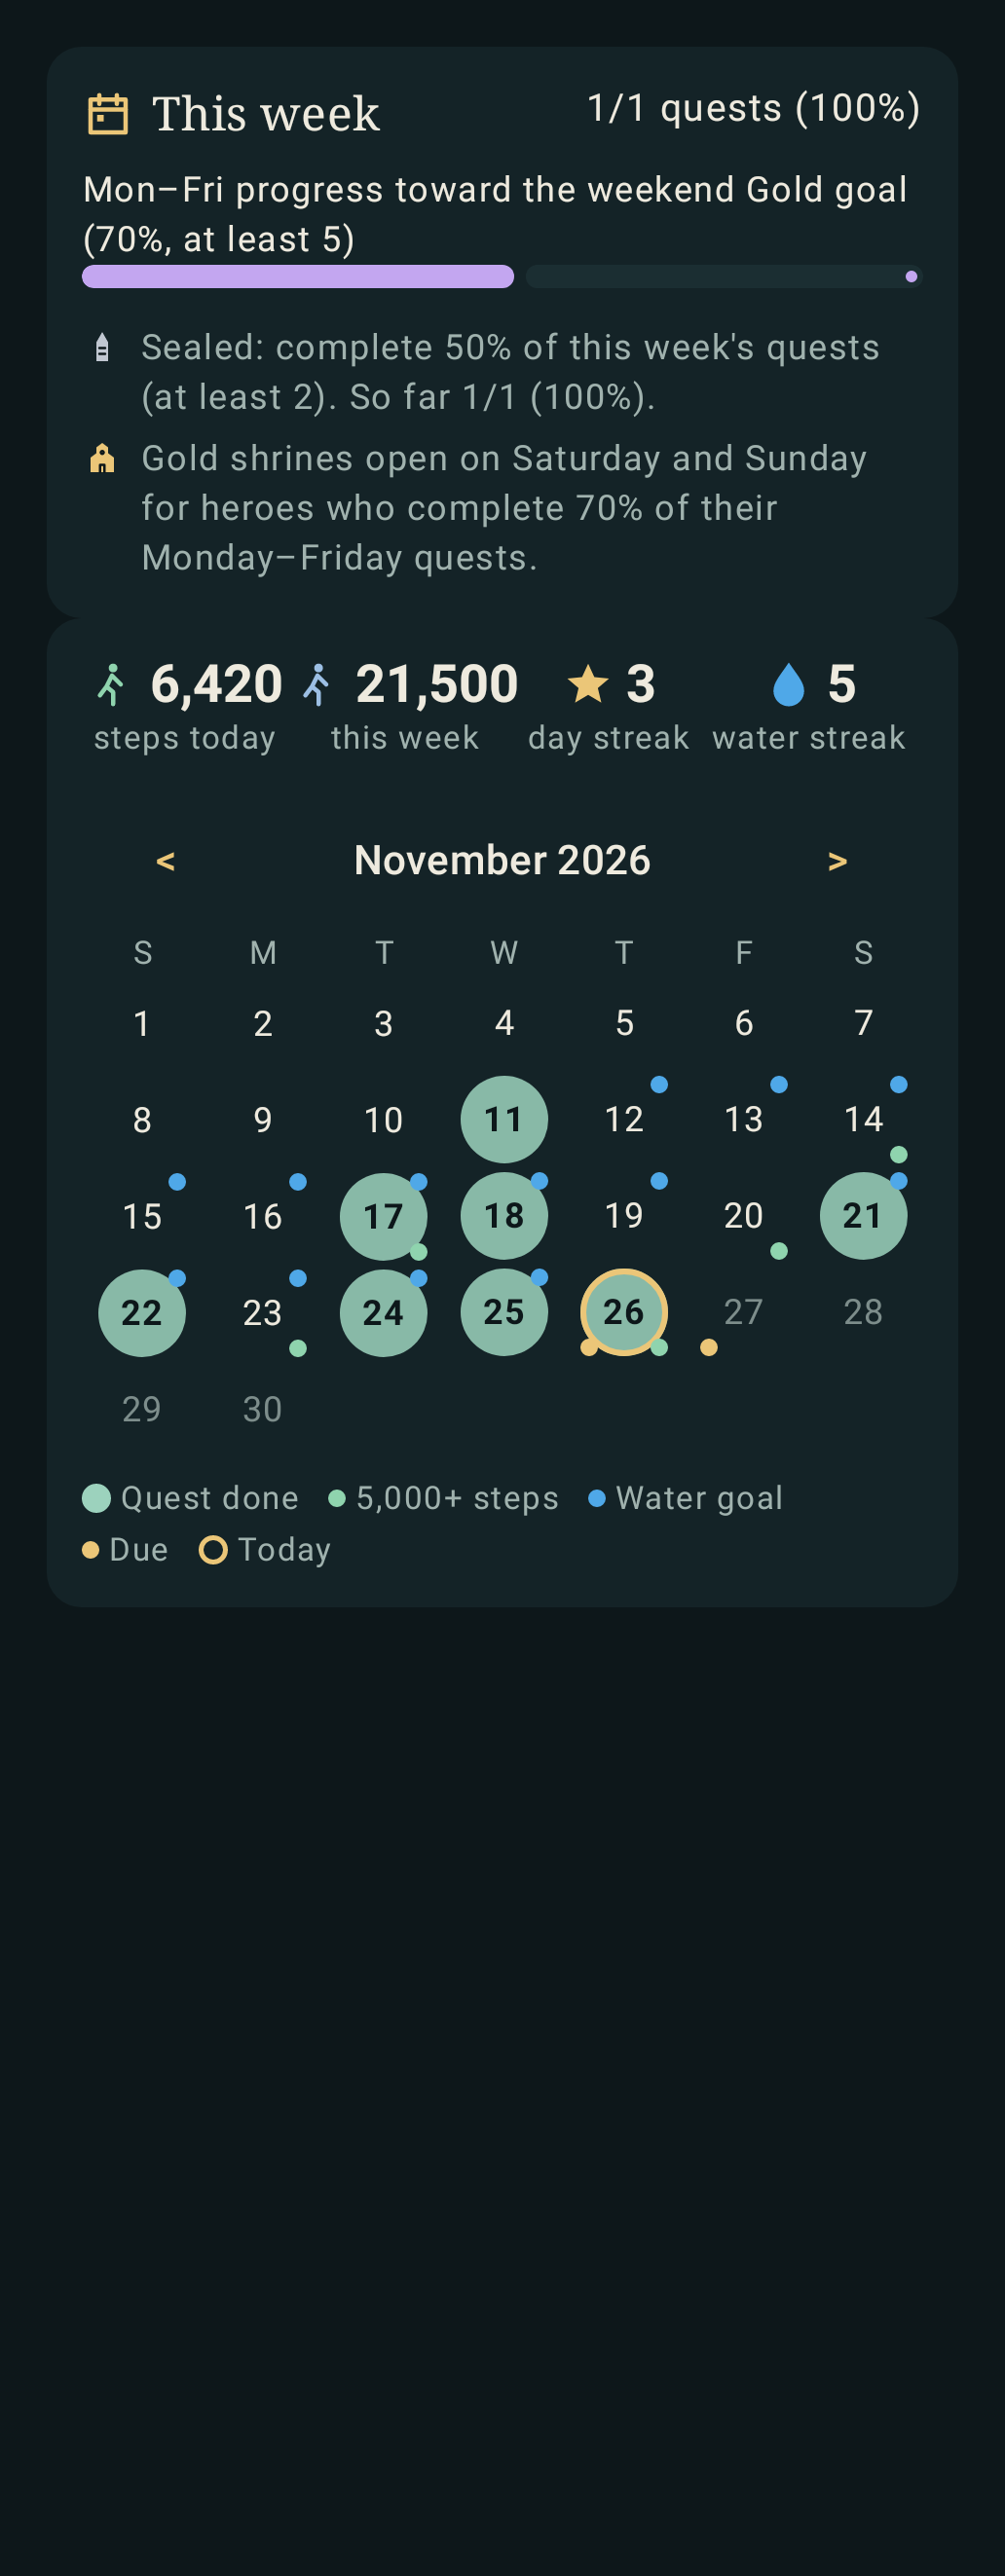 This week
1/1 quests (100%)
Mon–Fri progress toward the weekend Gold goal
(70%, at least 5)
Sealed: complete 50% of this week's quests
(at least 2). So far 1/1 (100%).
Gold shrines open on Saturday and Sunday
for heroes who complete 70% of their
Monday–Friday quests.
6,420 21,500 3 5
steps today this week day streak water streak
< November 2026 >
S M T W T F S
1 2 3 4 5 6 7
8 9 10 11 12 13 14
15 16 17 18 19 20 21
22 23 24 25 26 27 28
29 30
Quest done 5,000+ steps Water goal
Due Today